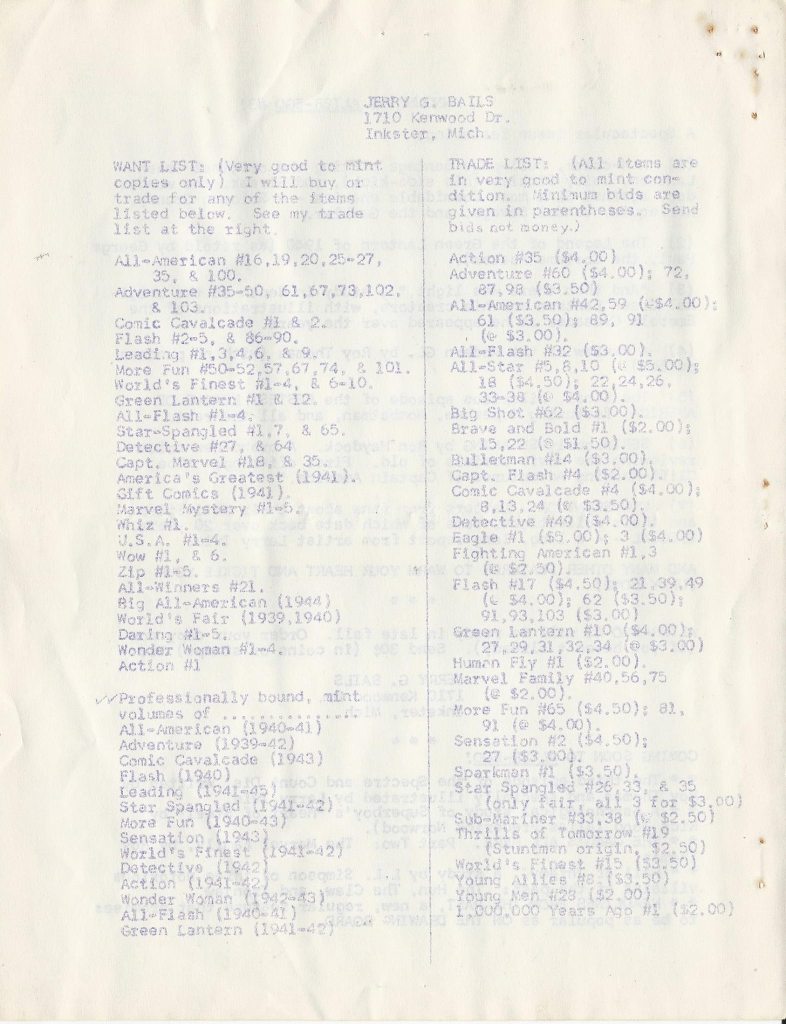 JERRY G. BAILS
1710 Kenwood Dr.
Inkster, Mich.
WANT LIST: (Very good to mint
copies only) I will buy or
trade for any of the items
listed below. See my trade
list at the right.
All-American #16,19,20,25-27,
35, & 100.
Adventure #35-50, 61,67,73,102,
& 103.
Comic Cavalcade #1 & 2.
Flash #2-5, & 86-90.
Leading #1,3,4,6, & 9.
More Fun #50-52,57,67,74, & 101.
World's Finest #1-4, & 6-10.
Green Lantern #1 & 12.
All-Flash #1-4.
Star-Spangled #1,7, & 65.
Detective #27, & 64.
Capt. Marvel #18, & 35.
America's Greatest (1941).
Gift Comics (1941).
Marvel Mystery #1-5.
Whiz #1.
U.S.A. #1-4.
Wow #1, & 6.
Zip #1-5.
All-Winners #21.
Big All-American (1944)
World's Fair (1939,1940)
Daring #1-5.
Wonder Woman #1-4.
Action #1
Professionally bound, mint
volumes of ................
All-American (1940-41)
Adventure (1939-42)
Comic Cavalcade (1943)
Flash (1940)
Leading (1941-45)
Star Spangled (1941-42)
More Fun (1940-43)
Sensation (1943)
World's Finest (1941-42)
Detective (1942)
Action (1941-42)
Wonder Woman (1942-43)
All-Flash (1940-41)
Green Lantern (1941-42)
TRADE LIST: (All items are
in very good to mint con-
dition. Minimum bids are
given in parentheses. Send
bids not money.)
Action #35 ($4.00)
Adventure #60 ($4.00); 72,
87,98 ($3.50)
All-American #42,59 (@$4.00);
61 ($3.50); 89, 91
(@ $3.00).
All-Flash #32 ($3.00).
All-Star #5,8,10 (@ $5.00);
18 ($4.50); 22,24,26,
33-38 (@ $4.00).
Big Shot #62 ($3.00).
Brave and Bold #1 ($2.00);
15,22 (@ $1.50).
Bulletman #14 ($3.00).
Capt. Flash #4 ($2.00).
Comic Cavalcade #4 ($4.00);
8,13,24 (@ $3.50).
Detective #49 ($4.00).
Eagle #1 ($5.00); 3 ($4.00)
Fighting American #1,3
(@ $2.50).
Flash #17 ($4.50); 21,39,49
(@ $4.00); 62 ($3.50);
91,93,103 ($3.00)
Green Lantern #10 ($4.00);
(27,29,31,32,34 (@ $3.00)
Human Fly #1 ($2.00).
Marvel Family #40,56,75
(@ $2.00).
More Fun #65 ($4.50); 81,
91 (@ $4.00).
Sensation #2 ($4.50);
27 ($3.00).
Sparkman #1 ($3.50).
Star Spangled #26,33, & 35
(only fair, all 3 for $3.00)
Sub-Mariner #33,38 (@ $2.50)
Thrills of Tomorrow #19
(Stuntman origin, $2.50)
World's Finest #15 ($3.50)
Young Allies #8 ($3.50)
Young Men #28 ($2.00)
1,000,000 Years Ago #1 ($2.00)